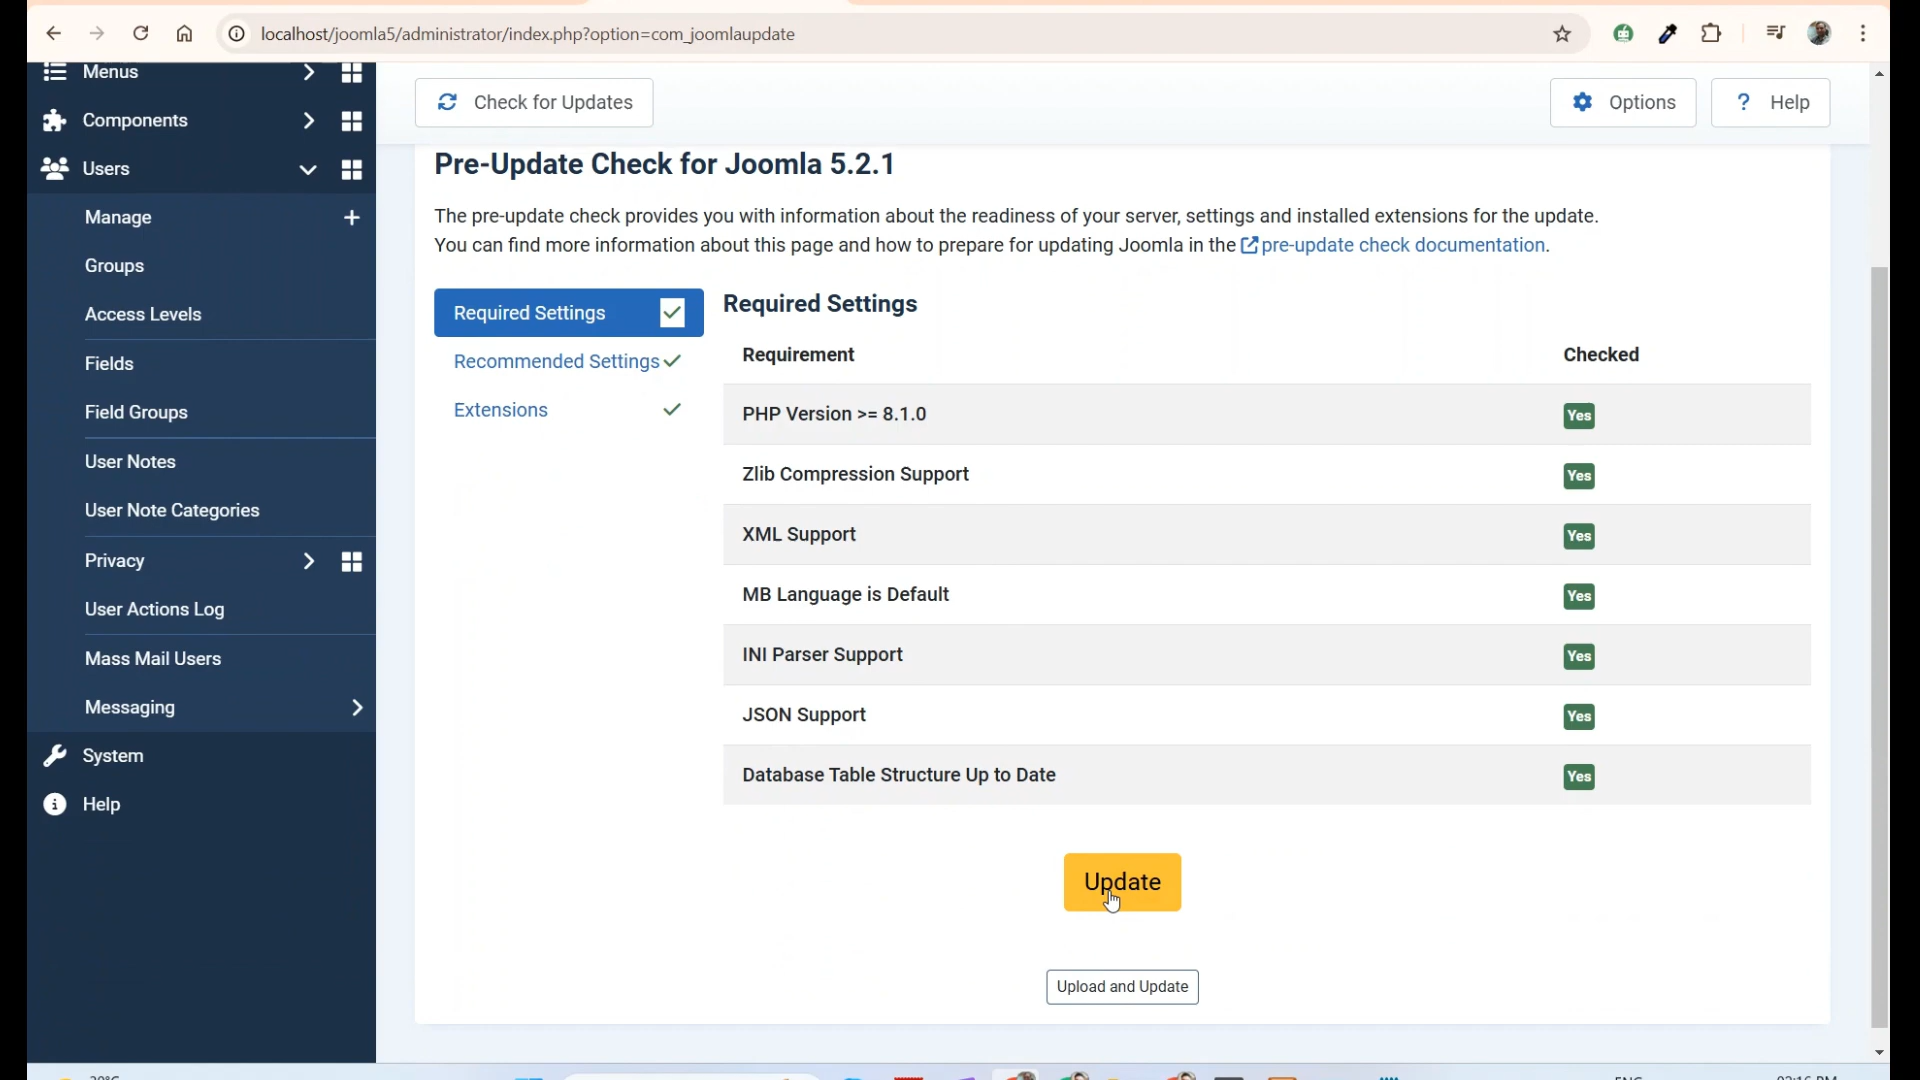 localhost/joomla5/administrator/index.php?option=com_joomlaupdate
Menus
Components
Users
Manage
Groups
Access Levels
Fields
Field Groups
User Notes
User Note Categories
Privacy
User Actions Log
Mass Mail Users
Messaging
System
Help
Check for Updates
Options
? Help
Pre-Update Check for Joomla 5.2.1
The pre-update check provides you with information about the readiness of your server, settings and installed extensions for the update.
You can find more information about this page and how to prepare for updating Joomla in the pre-update check documentation.
Required Settings
Recommended Settings
Extensions
Required Settings
Requirement Checked
PHP Version >= 8.1.0 Yes
Zlib Compression Support Yes
XML Support Yes
MB Language is Default Yes
INI Parser Support Yes
JSON Support Yes
Database Table Structure Up to Date Yes
Update
Upload and Update